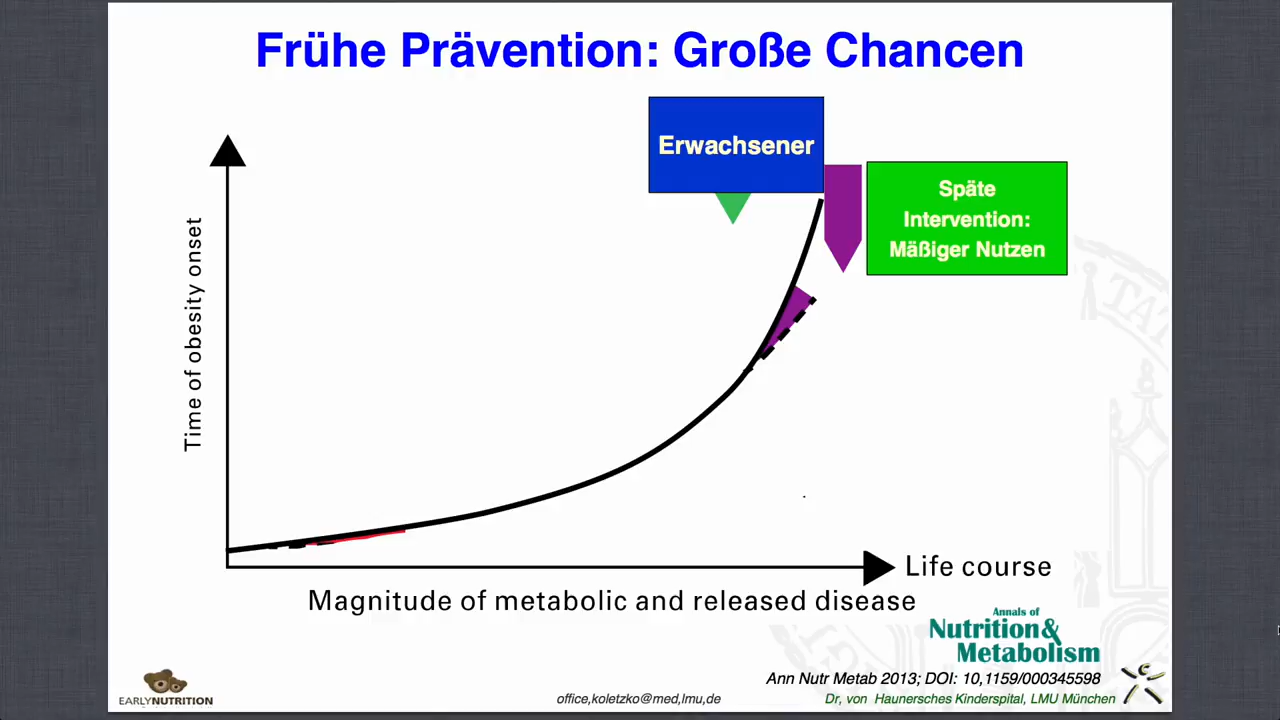 Frühe Prävention: Große Chancen
Erwachsener
Späte
Intervention:
Mäßiger Nutzen
Time of obesity onset
Life course
Magnitude of metabolic and released disease
Annals of
Nutrition &
Metabolism
Ann Nutr Metab 2013; DOI: 10,1159/000345598
EARLYNUTRITION
office,koletzko@med,lmu,de
Dr, von Haunersches Kinderspital, LMU München
TA